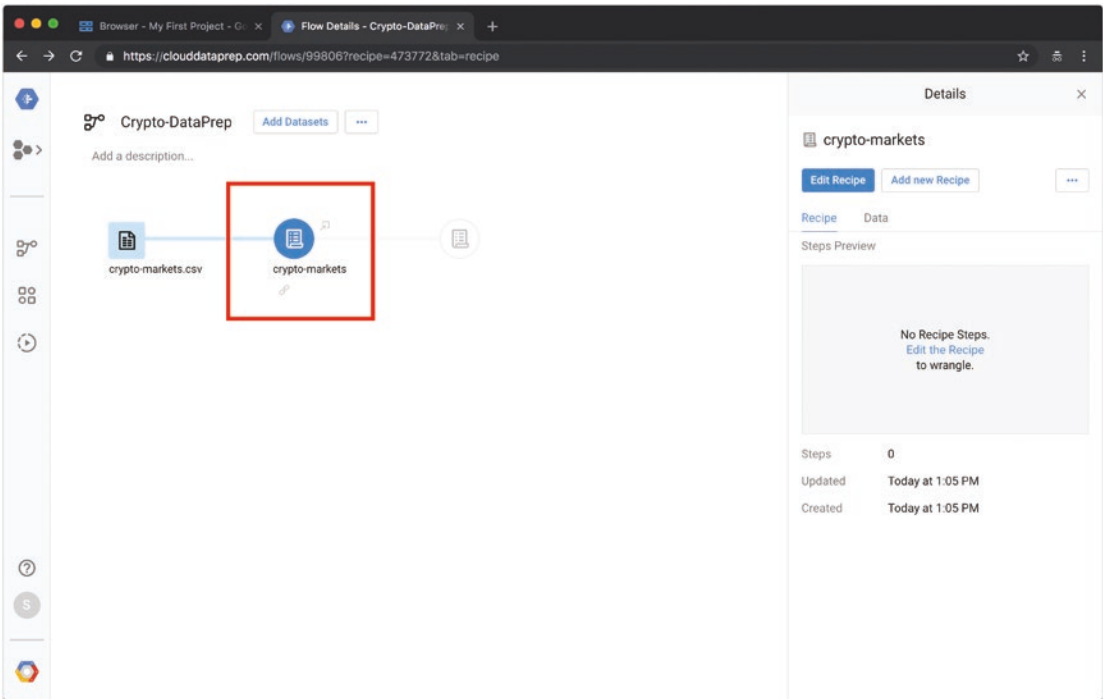 Browser - My First Project - Go
Flow Details - Crypto-DataPrep
https://clouddataprep.com/flows/99806?recipe=473772&tab=recipe
Crypto-DataPrep
Add Datasets
...
Add a description...
crypto-markets.csv
crypto-markets
Details
crypto-markets
Edit Recipe
Add new Recipe
...
Recipe
Data
Steps Preview
No Recipe Steps.
Edit the Recipe
to wrangle.
Steps 0
Updated Today at 1:05 PM
Created Today at 1:05 PM
S